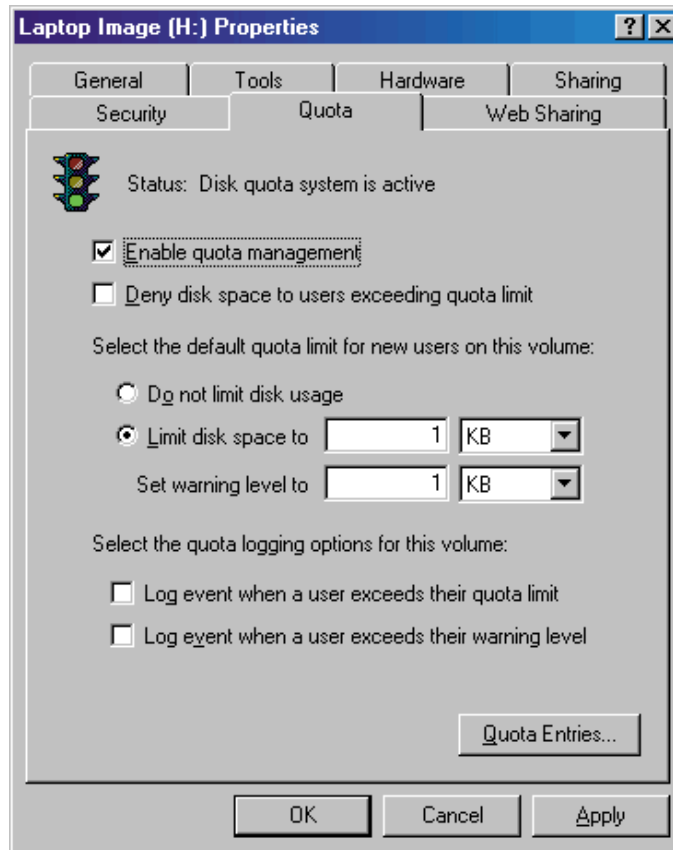 Laptop Image (H:) Properties
General Tools Hardware Sharing
Security Quota Web Sharing
Status: Disk quota system is active
Enable quota management
Deny disk space to users exceeding quota limit
Select the default quota limit for new users on this volume:
Do not limit disk usage
Limit disk space to 1 KB
Set warning level to 1 KB
Select the quota logging options for this volume:
Log event when a user exceeds their quota limit
Log event when a user exceeds their warning level
Quota Entries...
OK Cancel Apply